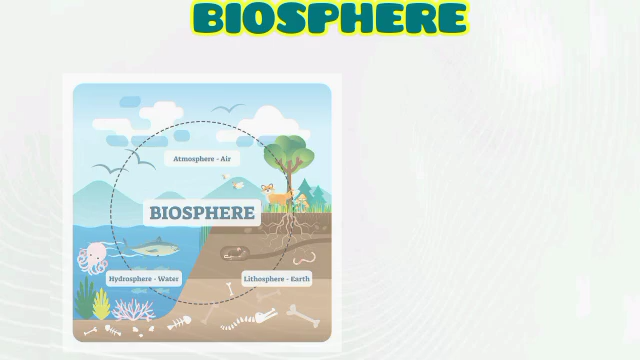 BIOSPHERE
Atmosphere - Air
BIOSPHERE
Hydrosphere - Water
Lithosphere - Earth